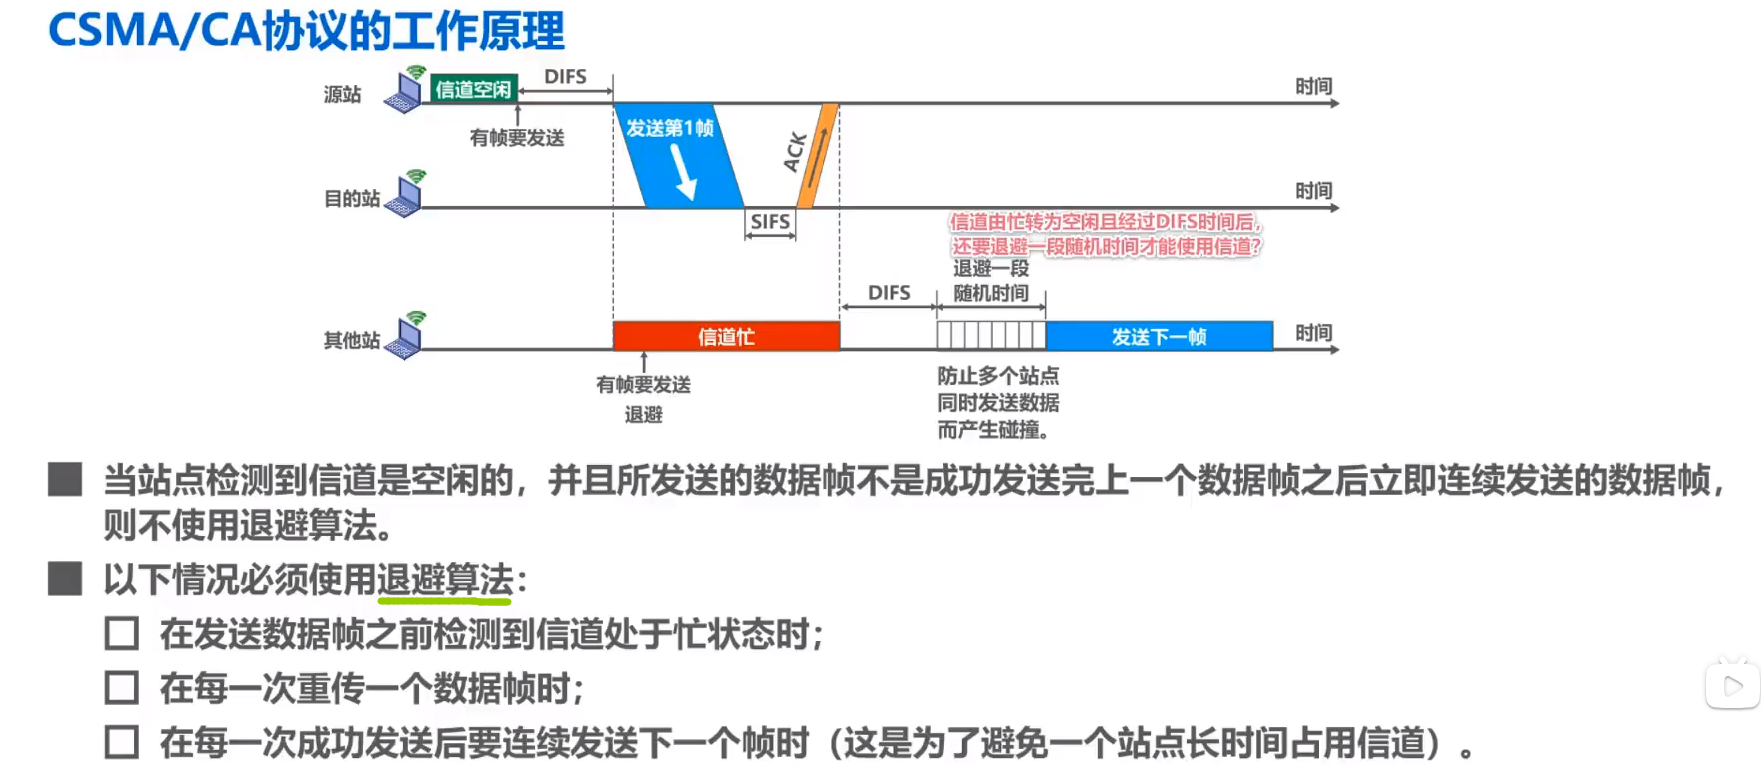 CSMA/CA协议的工作原理
源站
信道空闲
DIFS
时间
有帧要发送
发送第1帧
ACK
目的站
时间
SIFS
信道由忙转为空闲且经过DIFS时间后,
还要退避一段随机时间才能使用信道?
退避一段
随机时间
DIFS
其他站
信道忙
发送下一帧
时间
有帧要发送
退避
防止多个站点
同时发送数据
而产生碰撞。
当站点检测到信道是空闲的，并且所发送的数据帧不是成功发送完上一个数据帧之后立即连续发送的数据帧，
则不使用退避算法。
以下情况必须使用退避算法：
在发送数据帧之前检测到信道处于忙状态时；
在每一次重传一个数据帧时；
在每一次成功发送后要连续发送下一个帧时（这是为了避免一个站点长时间占用信道）。